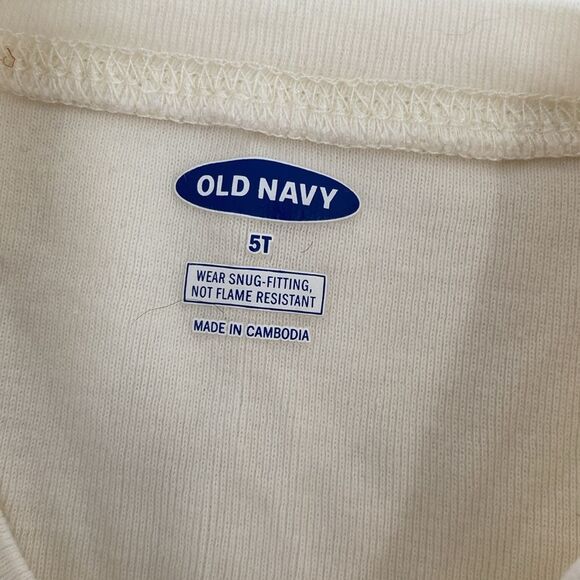 OLD NAVY
5T
WEAR SNUG-FITTING,
NOT FLAME RESISTANT
MADE IN CAMBODIA